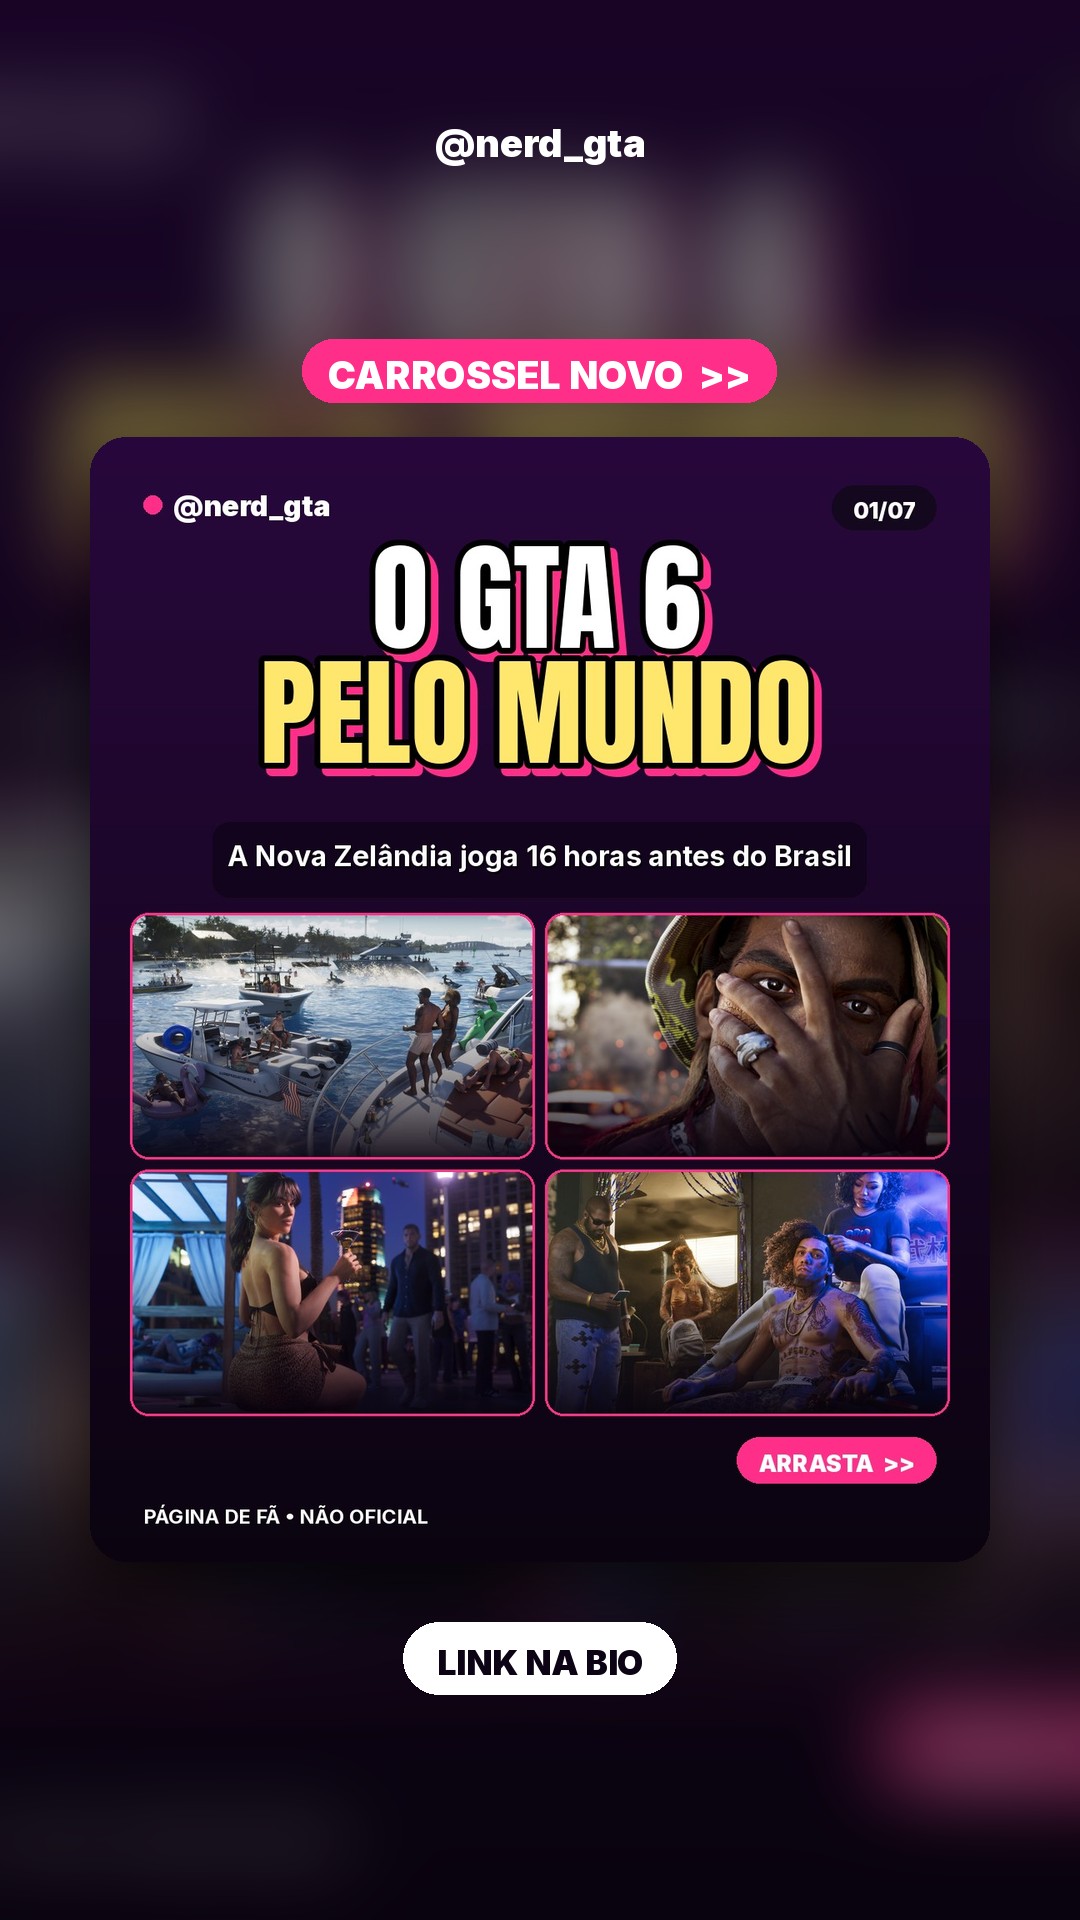 @nerd_gta
CARROSSEL NOVO >>
@nerd_gta
01/07
O GTA 6
PELO MUNDO
A Nova Zelândia joga 16 horas antes do Brasil
ARRASTA >>
PÁGINA DE FÃ • NÃO OFICIAL
LINK NA BIO